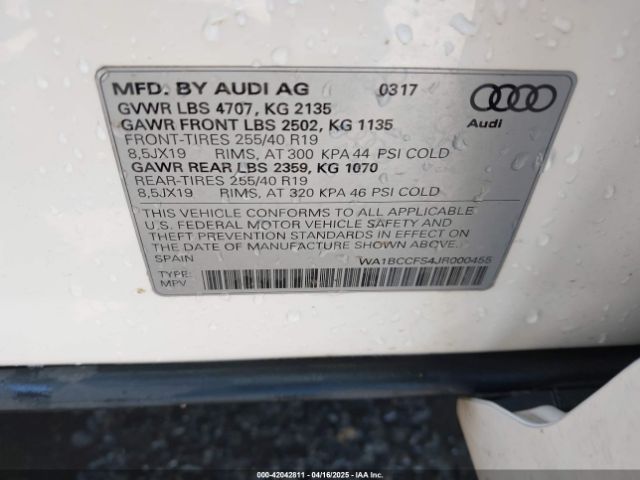 MFD. BY AUDI AG 0317
GVWR LBS 4707, KG 2135
GAWR FRONT LBS 2502, KG 1135
FRONT-TIRES 255/40 R19
8,5JX19 RIMS, AT 300 KPA 44 PSI COLD
GAWR REAR LBS 2359, KG 1070
REAR-TIRES 255/40 R19
8,5JX19 RIMS, AT 320 KPA 46 PSI COLD
Audi
THIS VEHICLE CONFORMS TO ALL APPLICABLE
U.S. FEDERAL MOTOR VEHICLE SAFETY AND
THEFT PREVENTION STANDARDS IN EFFECT ON
THE DATE OF MANUFACTURE SHOWN ABOVE.
SPAIN WA1BCCFS4JR000455
TYPE:
MPV
000-42042811 - 04/16/2025 - IAA Inc.